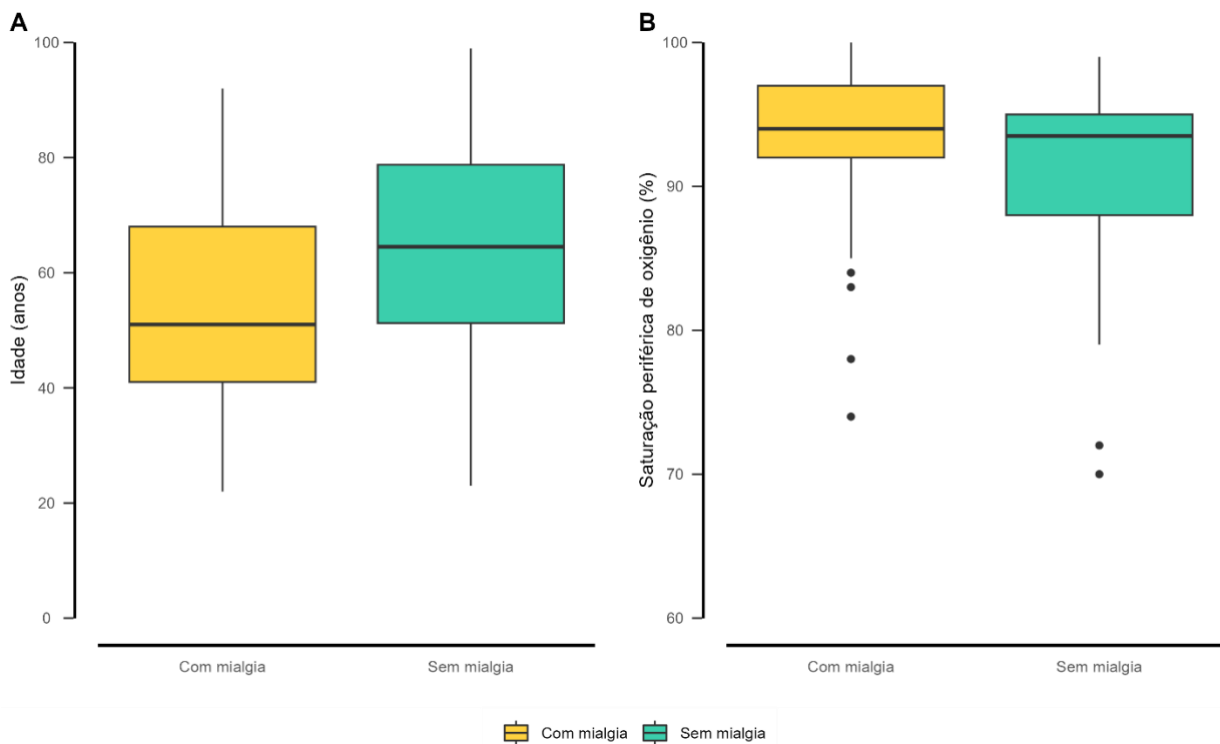 A
Idade (anos)
100
80
60
40
20
0
Com mialgia
Sem mialgia
B
Saturação periférica de oxigênio (%)
100
90
80
70
60
Com mialgia
Sem mialgia
Com mialgia
Sem mialgia